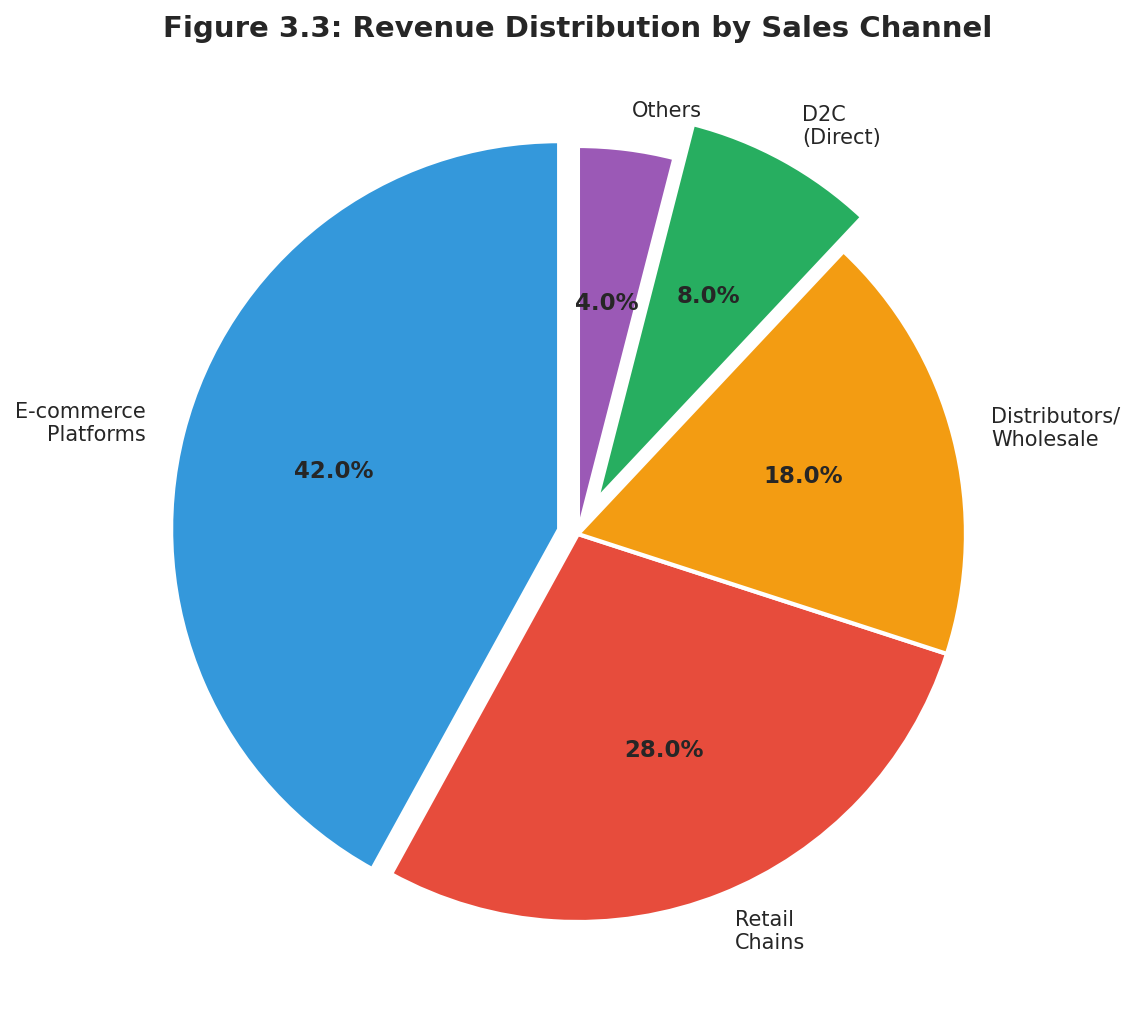 Figure 3.3: Revenue Distribution by Sales Channel
Others
D2C
(Direct)
4.0%
8.0%
E-commerce
Platforms
42.0%
Distributors/
Wholesale
18.0%
28.0%
Retail
Chains